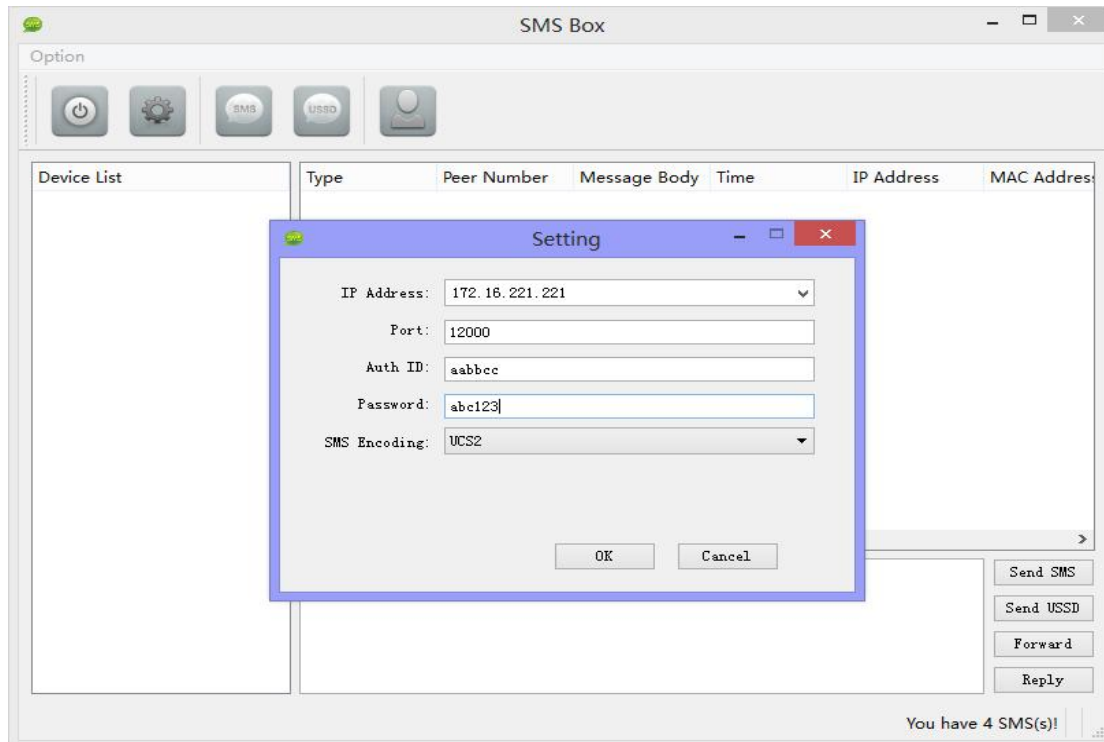 SMS Box
Option
SMS
USSD
Device List
Type Peer Number Message Body Time IP Address MAC Address
Setting
IP Address: 172.16.221.221
Port: 12000
Auth ID: aabbcc
Password: abc123
SMS Encoding: UCS2
OK Cancel
Send SMS
Send USSD
Forward
Reply
You have 4 SMS(s)!